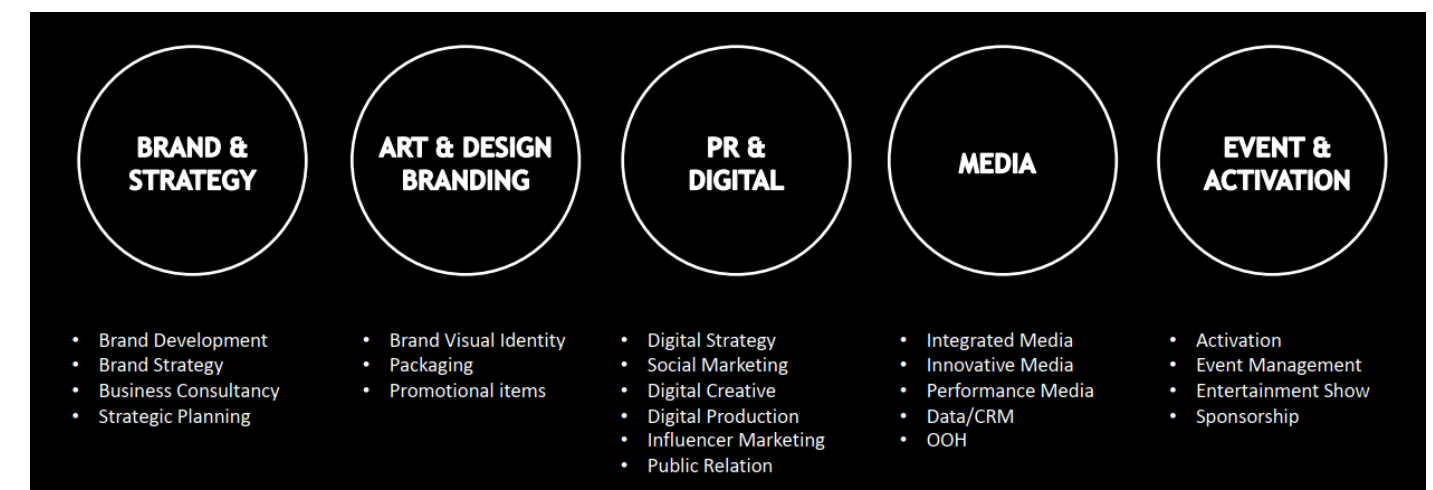 BRAND &
STRATEGY
ART & DESIGN
BRANDING
PR &
DIGITAL
MEDIA
EVENT &
ACTIVATION
• Brand Development
• Brand Strategy
• Business Consultancy
• Strategic Planning
• Brand Visual Identity
• Packaging
• Promotional items
• Digital Strategy
• Social Marketing
• Digital Creative
• Digital Production
• Influencer Marketing
• Public Relation
• Integrated Media
• Innovative Media
• Performance Media
• Data/CRM
• OOH
• Activation
• Event Management
• Entertainment Show
• Sponsorship